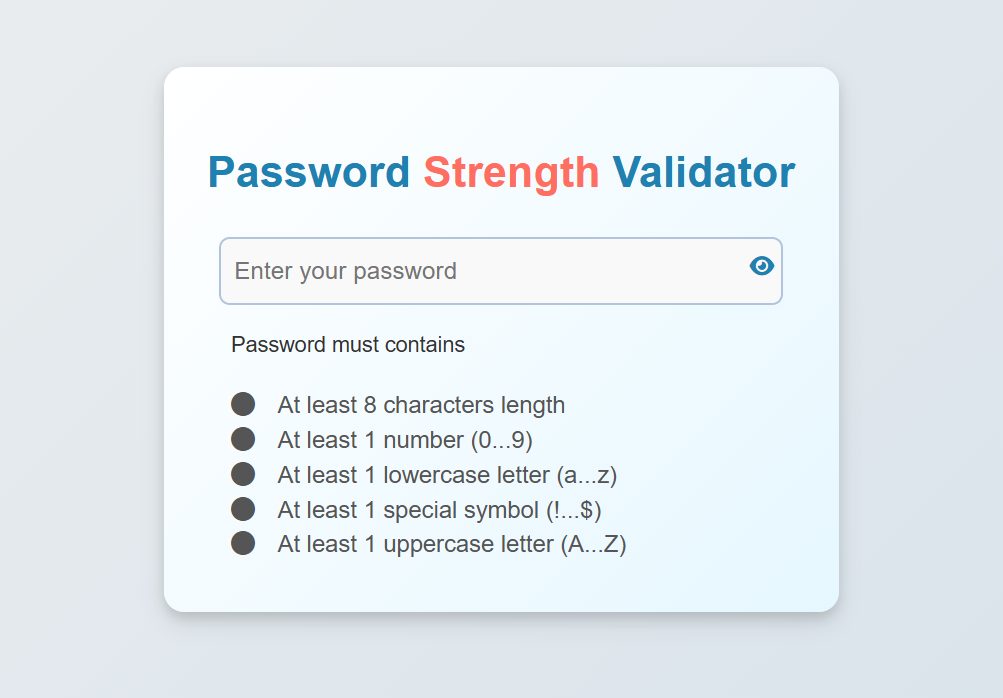 Password Strength Validator
Enter your password
Password must contains
At least 8 characters length
At least 1 number (0...9)
At least 1 lowercase letter (a...z)
At least 1 special symbol (!...$)
At least 1 uppercase letter (A...Z)